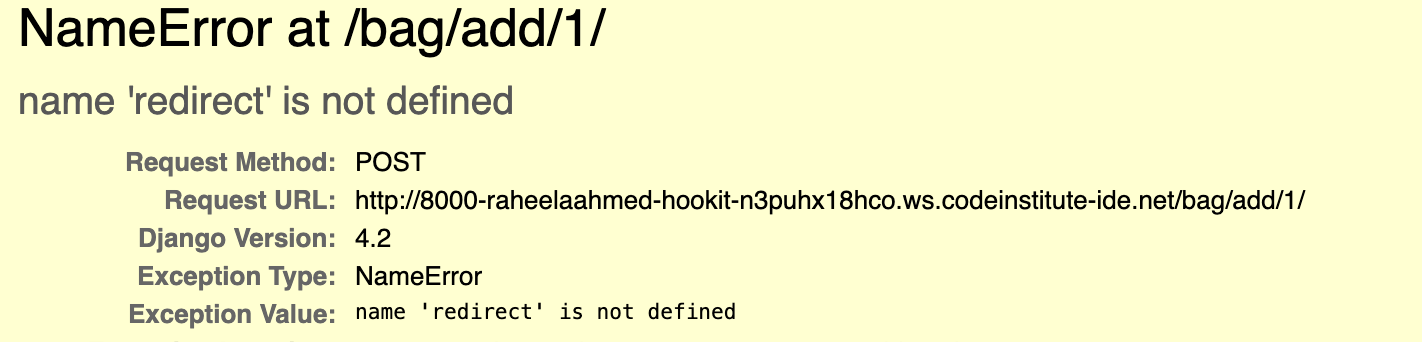 NameError at /bag/add/1/
name 'redirect' is not defined
Request Method: POST
Request URL: http://8000-raheelaahmed-hookit-n3puhx18hco.ws.codeinstitute-ide.net/bag/add/1/
Django Version: 4.2
Exception Type: NameError
Exception Value: name 'redirect' is not defined